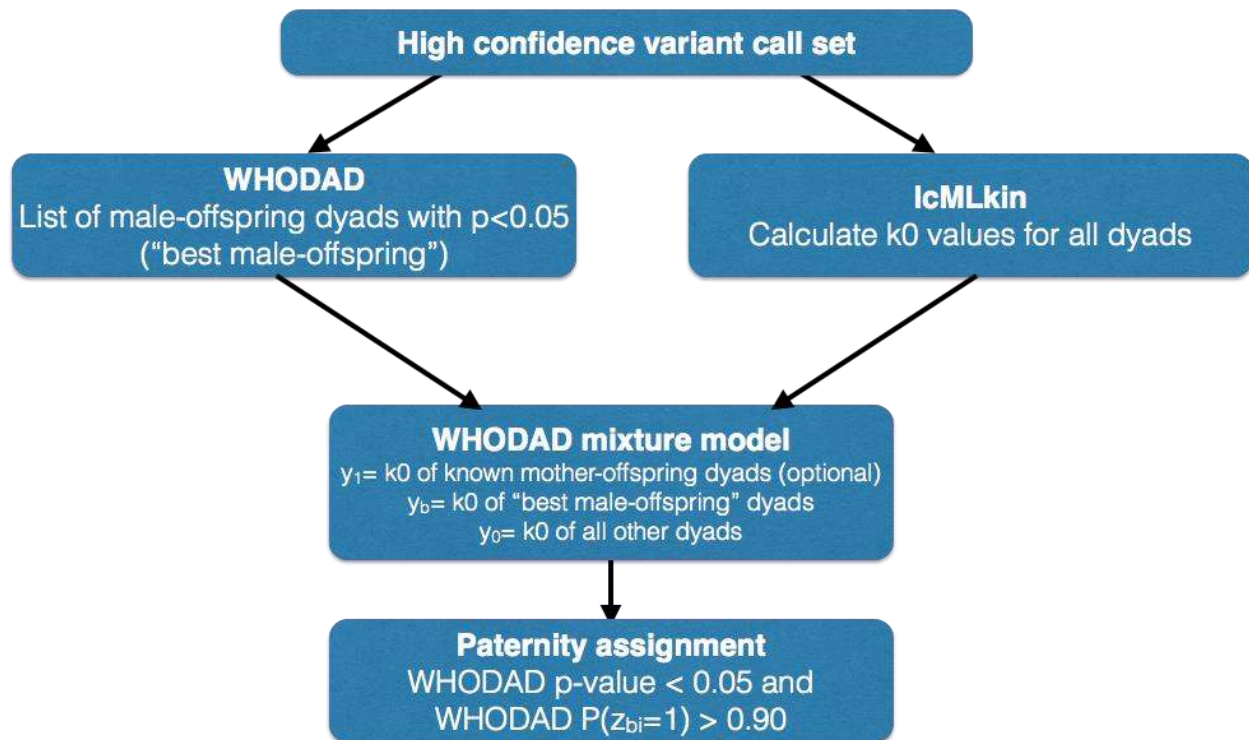 High confidence variant call set
WHODAD
List of male-offspring dyads with p<0.05
(“best male-offspring”)
lcMLkin
Calculate k0 values for all dyads
WHODAD mixture model
y₁= k0 of known mother-offspring dyads (optional)
y_b= k0 of “best male-offspring” dyads
y₀= k0 of all other dyads
Paternity assignment
WHODAD p-value < 0.05 and
WHODAD P(z_bi=1) > 0.90